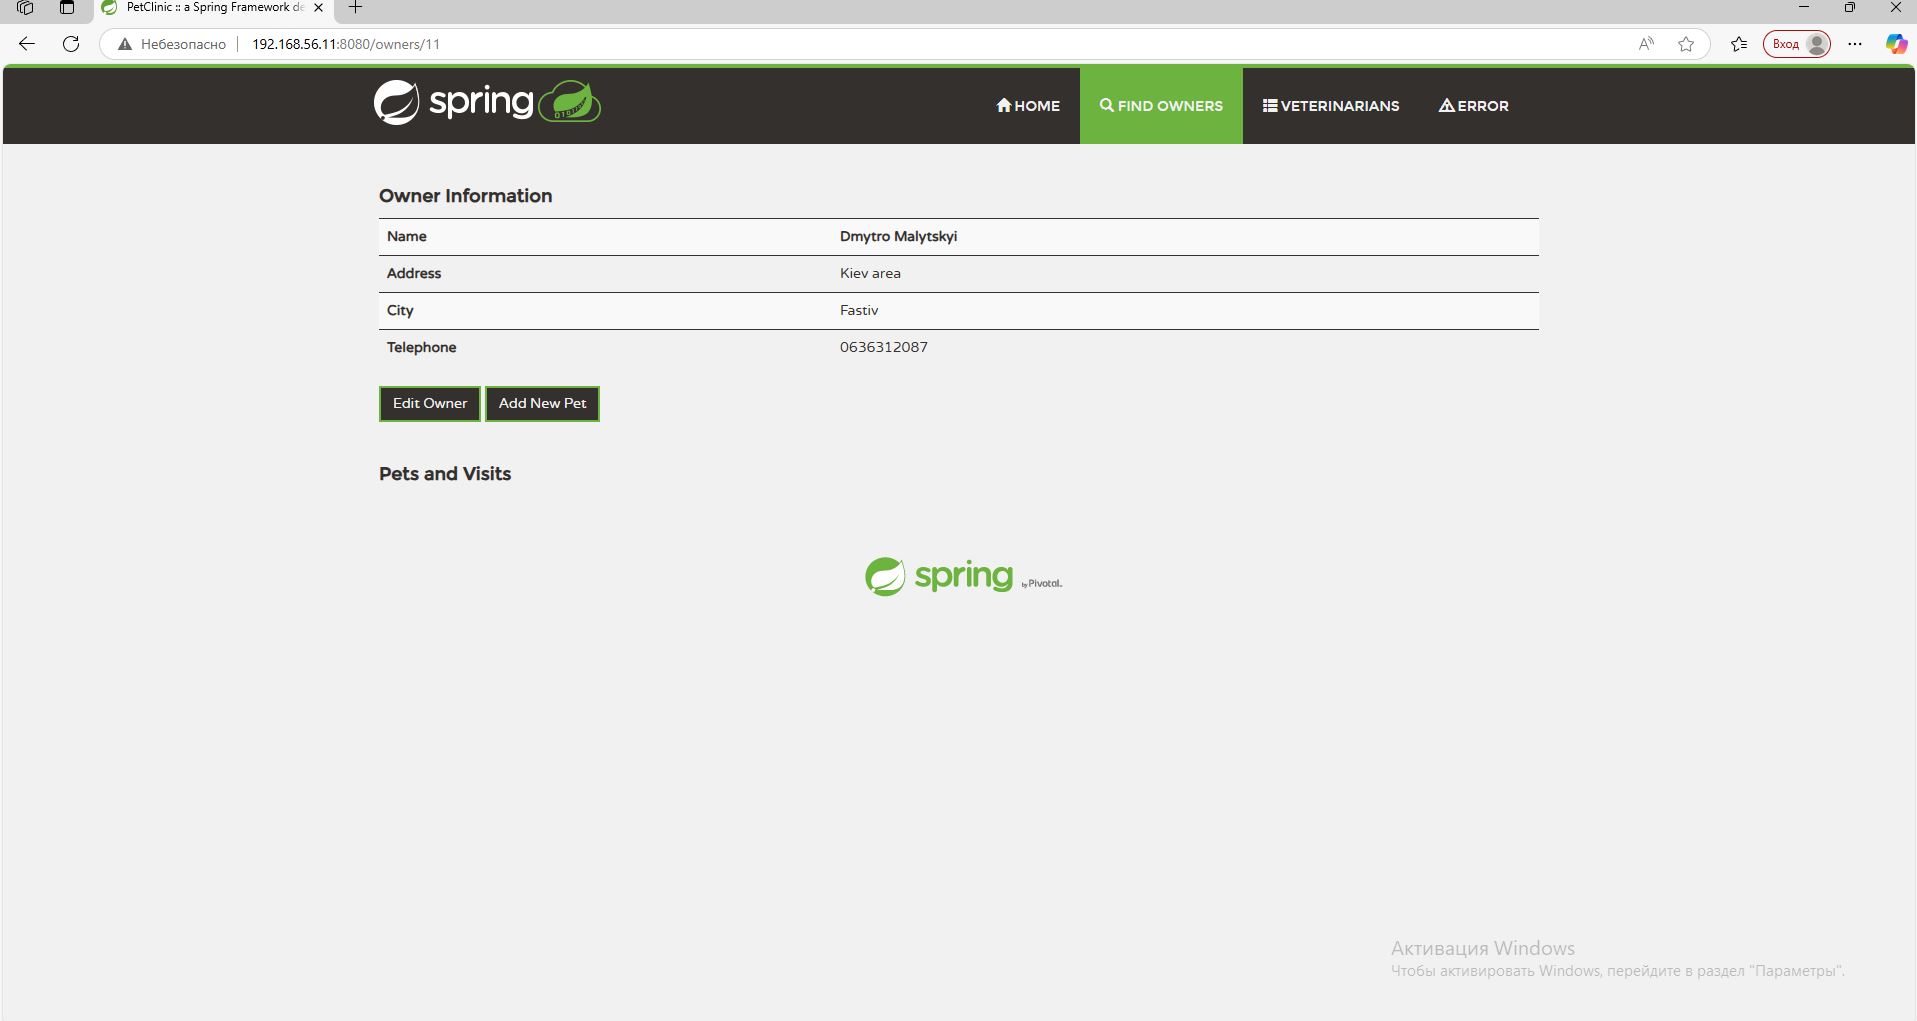 PetClinic :: a Spring Framework de
Небезопасно 192.168.56.11:8080/owners/11
Вход
spring
HOME FIND OWNERS VETERINARIANS ERROR
Owner Information
Name Dmytro Malytskyi
Address Kiev area
City Fastiv
Telephone 0636312087
Edit Owner Add New Pet
Pets and Visits
spring by Pivotal.
Активация Windows
Чтобы активировать Windows, перейдите в раздел "Параметры".